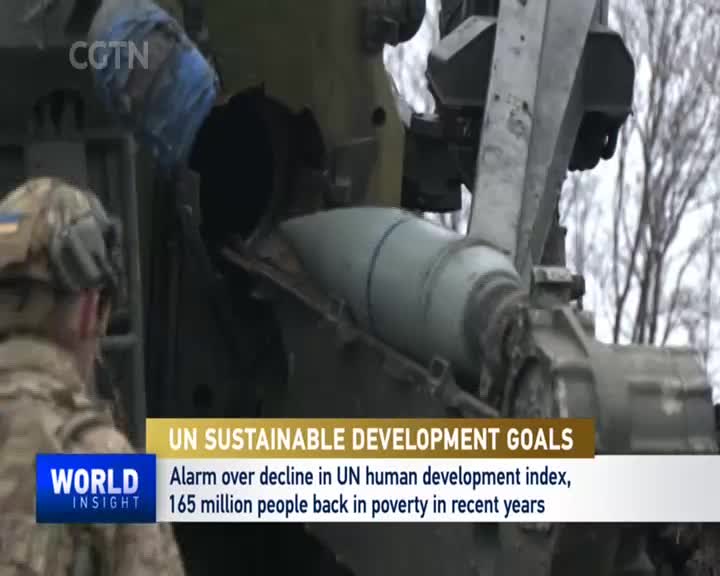 CGTN
UN SUSTAINABLE DEVELOPMENT GOALS
WORLD
INSIGHT
Alarm over decline in UN human development index,
165 million people back in poverty in recent years